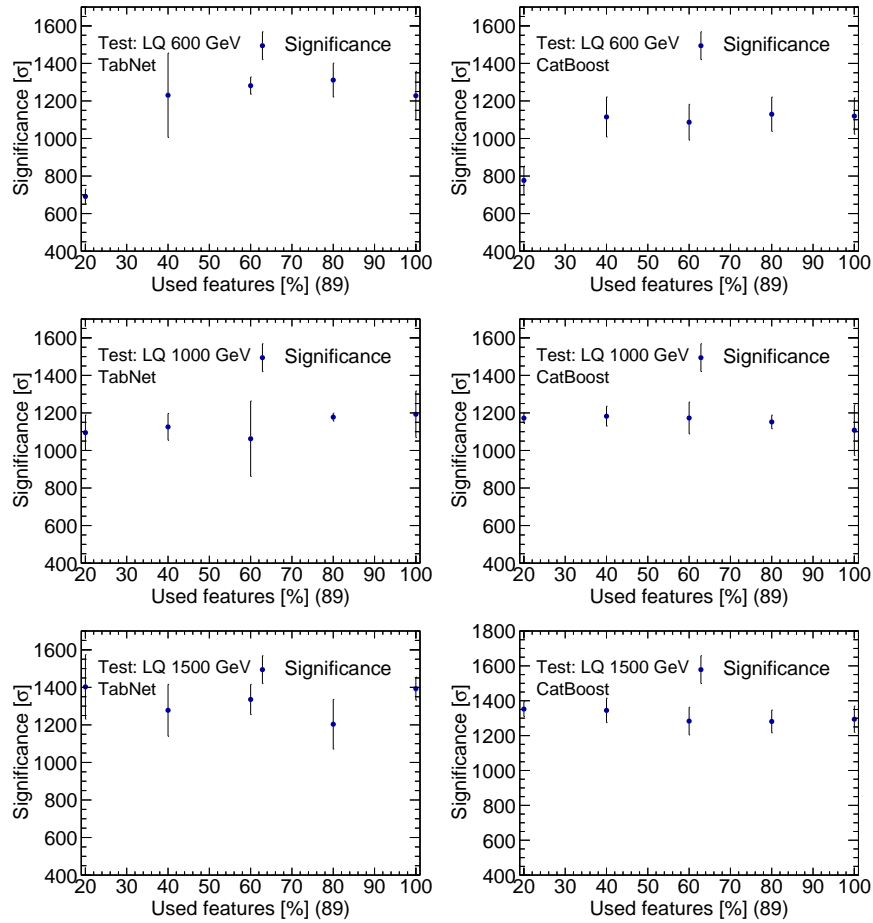 1600
1400
1200
1000
800
600
400
Significance [σ]
Test: LQ 600 GeV
TabNet
Significance
20 30 40 50 60 70 80 90 100
Used features [%] (89)
1600
1400
1200
1000
800
600
400
Significance [σ]
Test: LQ 600 GeV
CatBoost
Significance
20 30 40 50 60 70 80 90 100
Used features [%] (89)
1600
1400
1200
1000
800
600
400
Significance [σ]
Test: LQ 1000 GeV
TabNet
Significance
20 30 40 50 60 70 80 90 100
Used features [%] (89)
1600
1400
1200
1000
800
600
400
Significance [σ]
Test: LQ 1000 GeV
CatBoost
Significance
20 30 40 50 60 70 80 90 100
Used features [%] (89)
1600
1400
1200
1000
800
600
400
Significance [σ]
Test: LQ 1500 GeV
TabNet
Significance
20 30 40 50 60 70 80 90 100
Used features [%] (89)
1800
1600
1400
1200
1000
800
600
400
Significance [σ]
Test: LQ 1500 GeV
CatBoost
Significance
20 30 40 50 60 70 80 90 100
Used features [%] (89)